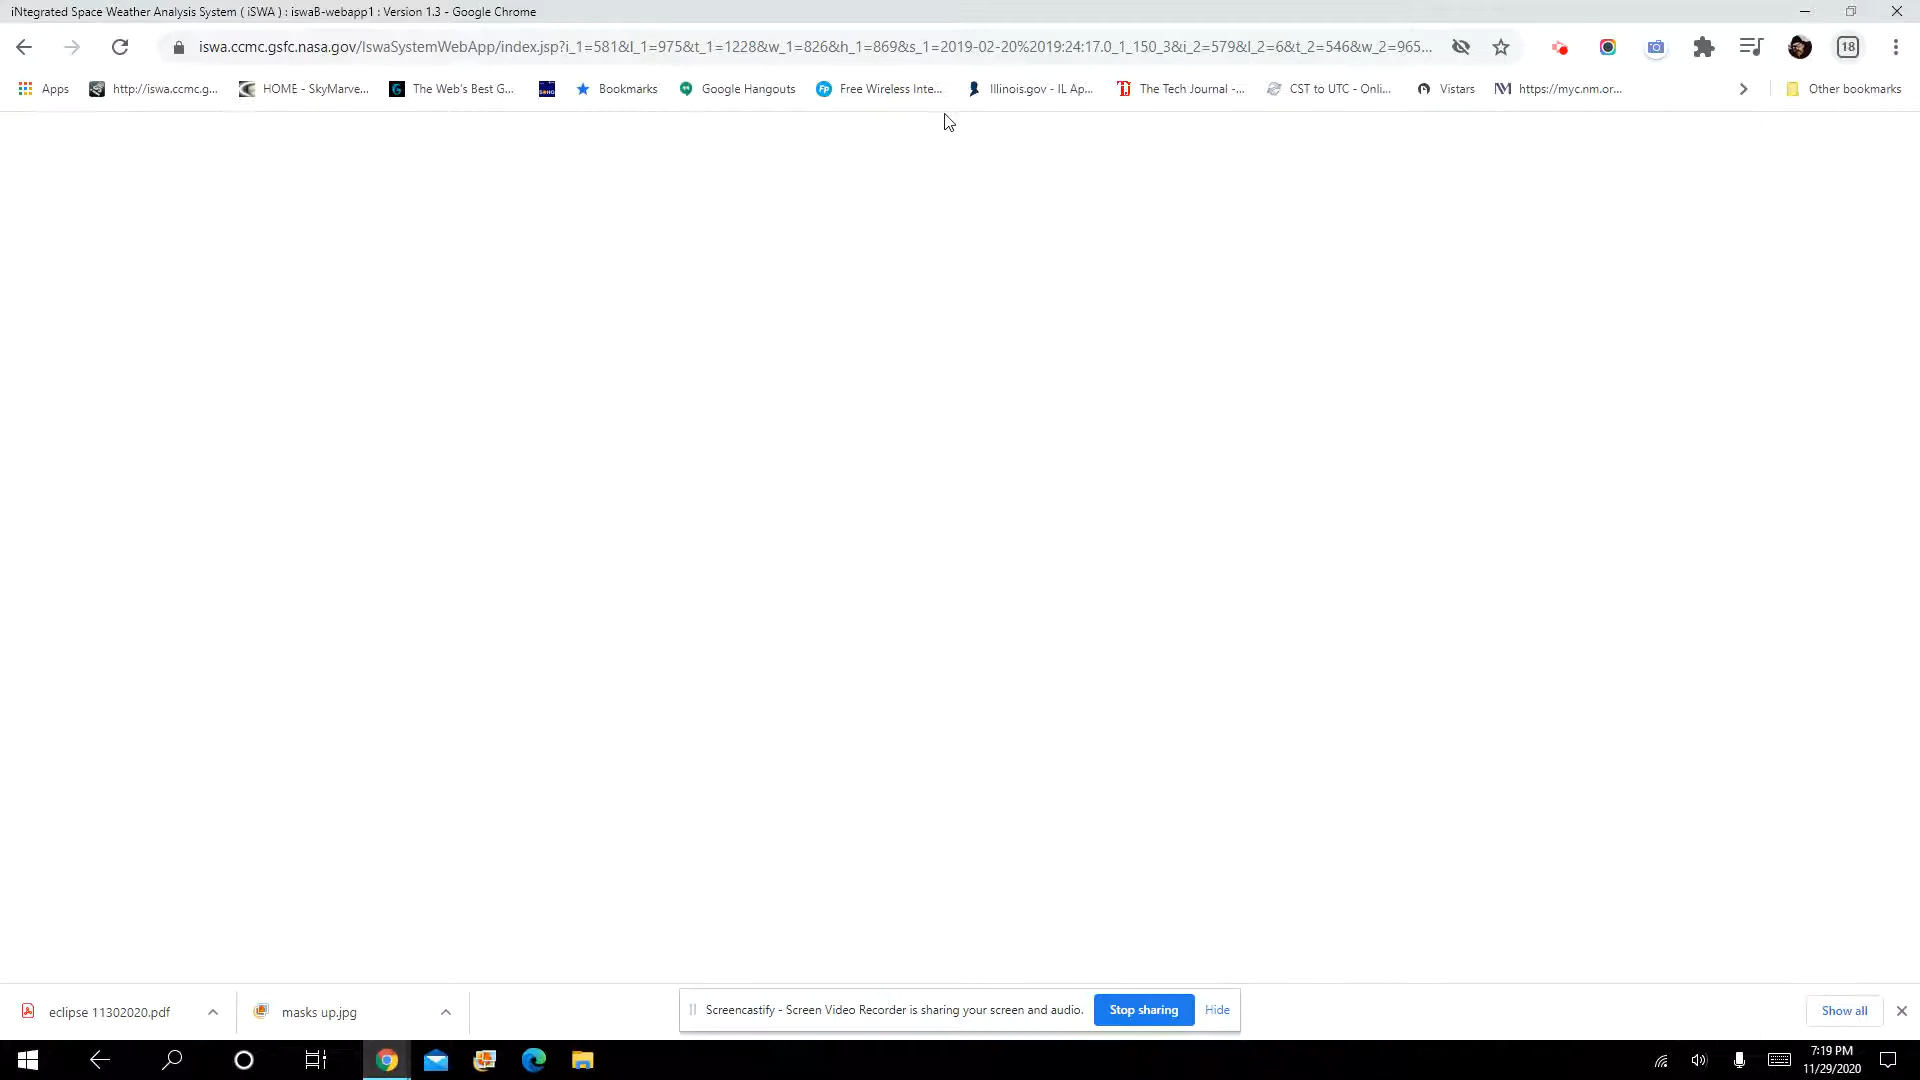 iNtegrated Space Weather Analysis System ( iSWA ) : iswaB-webapp1 : Version 1.3 - Google Chrome
iswa.ccmc.gsfc.nasa.gov/IswaSystemWebApp/index.jsp?i_1=581&l_1=975&t_1=1228&w_1=826&h_1=869&s_1=2019-02-20%2019:24:17.0_1_150_3&i_2=579&l_2=6&t_2=546&w_2=965...
18
Apps
http://iswa.ccmc.g...
HOME - SkyMarve...
The Web's Best G...
Bookmarks
Google Hangouts
Free Wireless Inte...
Illinois.gov - IL Ap...
The Tech Journal -...
CST to UTC - Onli...
Vistars
https://myc.nm.or...
Other bookmarks
eclipse 11302020.pdf
masks up.jpg
Screencastify - Screen Video Recorder is sharing your screen and audio.
Stop sharing
Hide
Show all
7:19 PM
11/29/2020